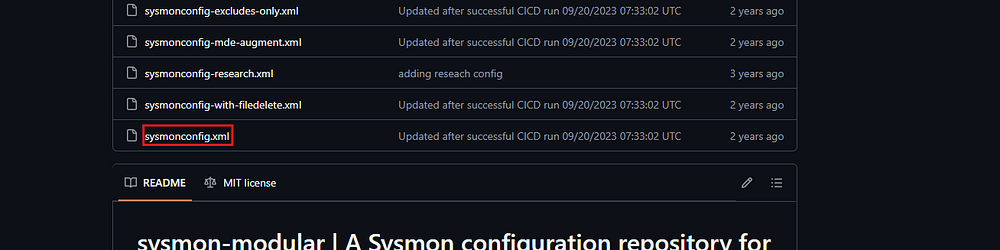 sysmonconfig-excludes-only.xml Updated after successful CICD run 09/20/2023 07:33:02 UTC 2 years ago
sysmonconfig-mde-augment.xml Updated after successful CICD run 09/20/2023 07:33:02 UTC 2 years ago
sysmonconfig-research.xml adding reseach config 3 years ago
sysmonconfig-with-filedelete.xml Updated after successful CICD run 09/20/2023 07:33:02 UTC 2 years ago
sysmonconfig.xml Updated after successful CICD run 09/20/2023 07:33:02 UTC 2 years ago
README MIT license
sysmon-modular | A Sysmon configuration repository for